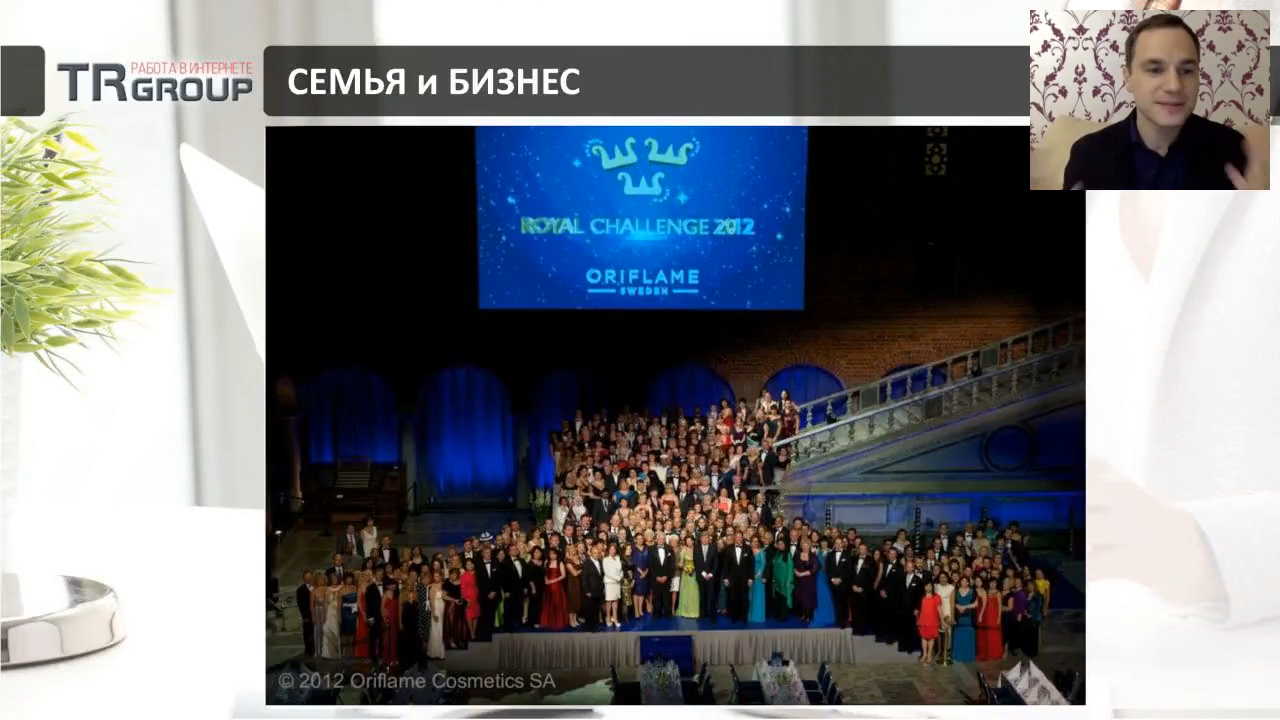 TR GROUP
РАБОТА В ИНТЕРНЕТЕ
СЕМЬЯ и БИЗНЕС
ROYAL CHALLENGE 2012
ORIFLAME
SWEDEN
© 2012 Oriflame Cosmetics SA